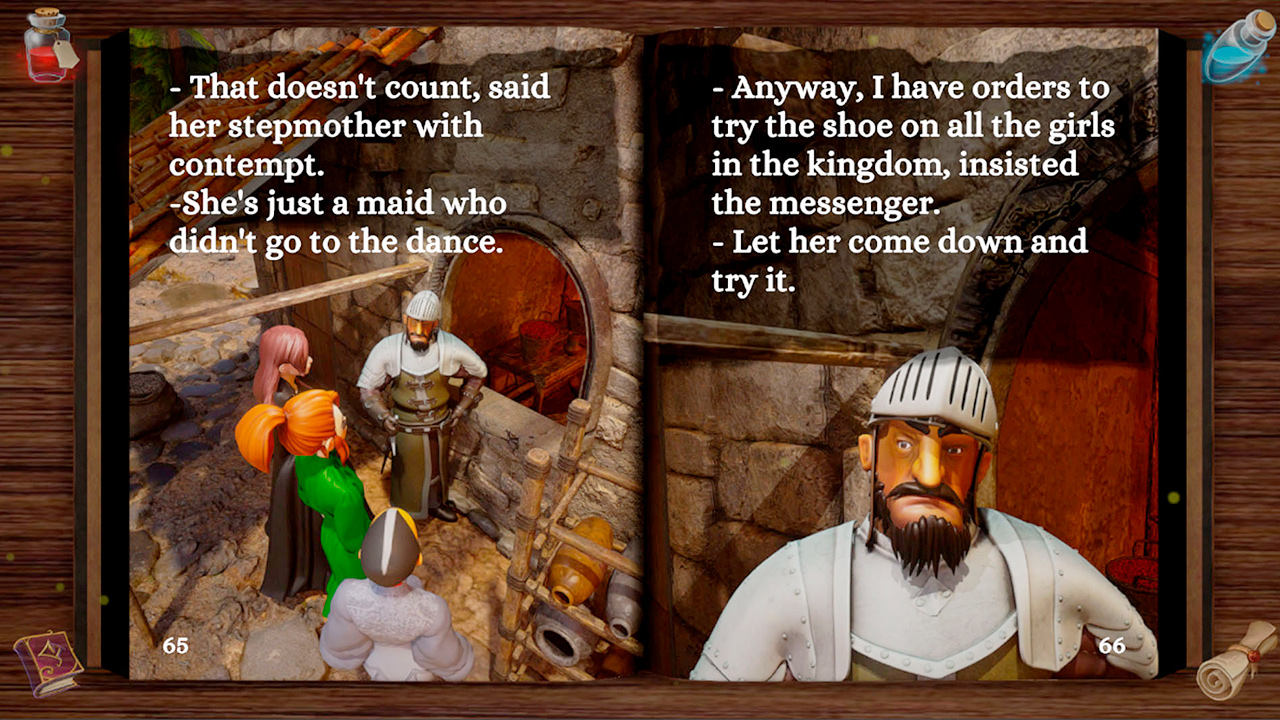 - That doesn't count, said
her stepmother with
contempt.
-She's just a maid who
didn't go to the dance.
65
- Anyway, I have orders to
try the shoe on all the girls
in the kingdom, insisted
the messenger.
- Let her come down and
try it.
66